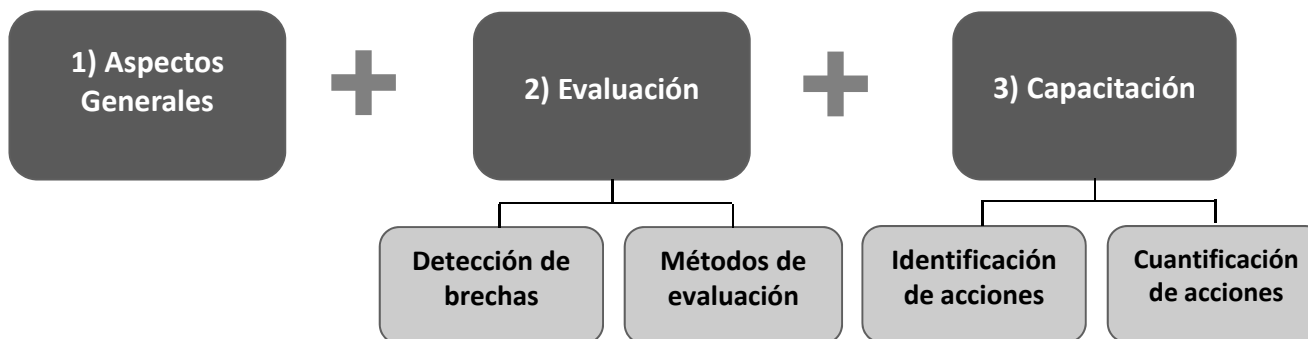 1) Aspectos
Generales
2) Evaluación
3) Capacitación
Detección de
brechas
Métodos de
evaluación
Identificación
de acciones
Cuantificación
de acciones